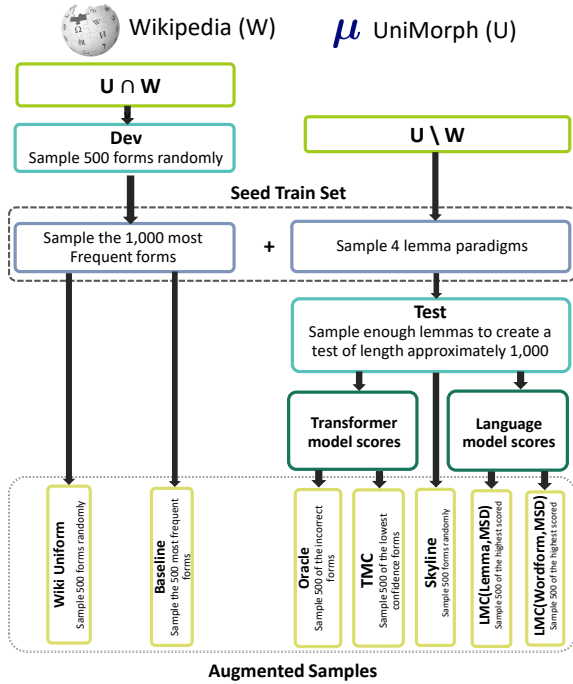 Wikipedia (W)
μ UniMorph (U)
U ∩ W
Dev
Sample 500 forms randomly
U \ W
Seed Train Set
Sample the 1,000 most
Frequent forms
+
Sample 4 lemma paradigms
Test
Sample enough lemmas to create a
test of length approximately 1,000
Transformer
model scores
Language
model scores
Wiki Uniform
Sample 500 forms randomly
Baseline
Sample the 500 most frequent
forms
Oracle
Sample 500 of the incorrect
forms
TMC
Sample 500 of the lowest
confidence forms
Skyline
Sample 500 forms randomly
LMC(Lemma,MSD)
Sample 500 of the highest scored
LMC(Wordform,MSD)
Sample 500 of the highest scored
Augmented Samples